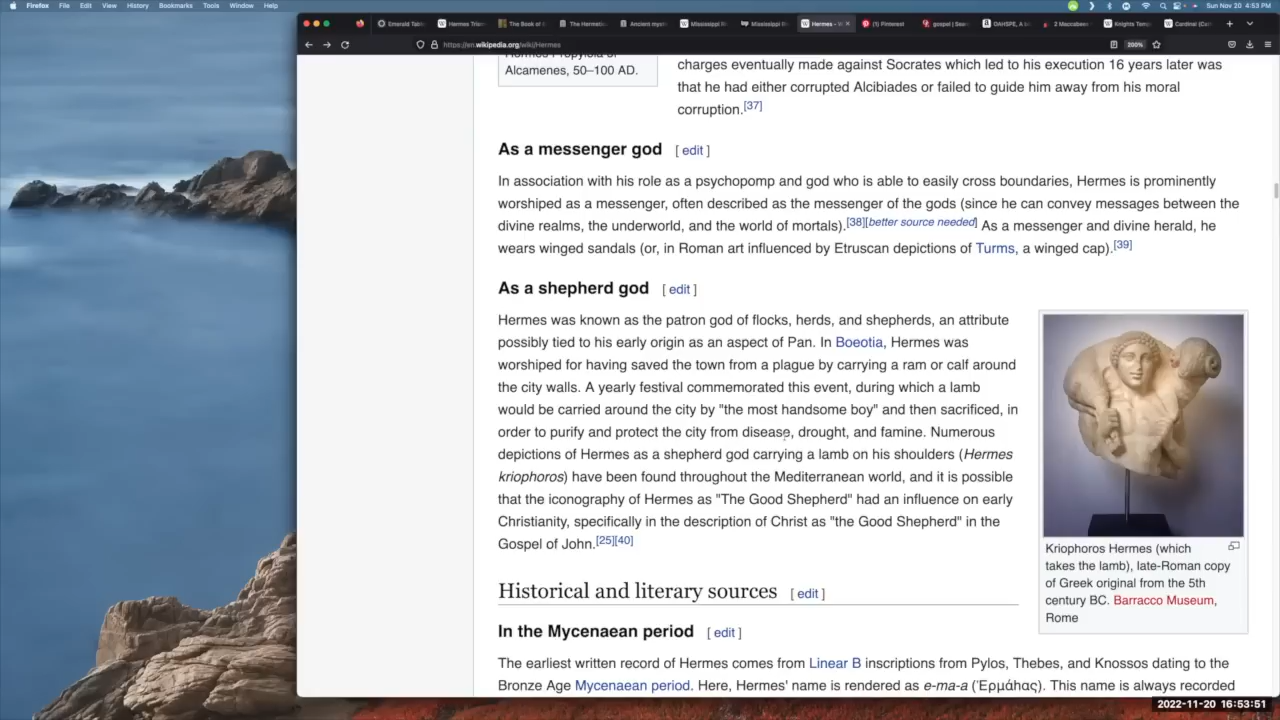 Firefox File Edit View History Bookmarks Tools Window Help Sun Nov 20 4:53 PM
Emerald Tabl Hermes Trism The Book of The Hermetic Ancient myst Mississippi Ri Mississippi Hermes - W (1) Pinterest gospel | Sear OAHSPE, A 2 Maccabees Knights Temp Cardinal (Ca
https://en.wikipedia.org/wiki/Hermes 200%
Hermes Propyleia of
Alcamenes, 50–100 AD.
charges eventually made against Socrates which led to his execution 16 years later was
that he had either corrupted Alcibiades or failed to guide him away from his moral
corruption.[37]
As a messenger god [ edit ]
In association with his role as a psychopomp and god who is able to easily cross boundaries, Hermes is prominently
worshiped as a messenger, often described as the messenger of the gods (since he can convey messages between the
divine realms, the underworld, and the world of mortals).[38][better source needed] As a messenger and divine herald, he
wears winged sandals (or, in Roman art influenced by Etruscan depictions of Turms, a winged cap).[39]
As a shepherd god [ edit ]
Hermes was known as the patron god of flocks, herds, and shepherds, an attribute
possibly tied to his early origin as an aspect of Pan. In Boeotia, Hermes was
worshiped for having saved the town from a plague by carrying a ram or calf around
the city walls. A yearly festival commemorated this event, during which a lamb
would be carried around the city by "the most handsome boy" and then sacrificed, in
order to purify and protect the city from disease, drought, and famine. Numerous
depictions of Hermes as a shepherd god carrying a lamb on his shoulders (Hermes
kriophoros) have been found throughout the Mediterranean world, and it is possible
that the iconography of Hermes as "The Good Shepherd" had an influence on early
Christianity, specifically in the description of Christ as "the Good Shepherd" in the
Gospel of John.[25][40]
Kriophoros Hermes (which
takes the lamb), late-Roman copy
of Greek original from the 5th
century BC. Barracco Museum,
Rome
Historical and literary sources [ edit ]
In the Mycenaean period [ edit ]
The earliest written record of Hermes comes from Linear B inscriptions from Pylos, Thebes, and Knossos dating to the
Bronze Age Mycenaean period. Here, Hermes' name is rendered as e-ma-a (Ἑρμάhας). This name is always recorded
2022-11-20 16:53:51